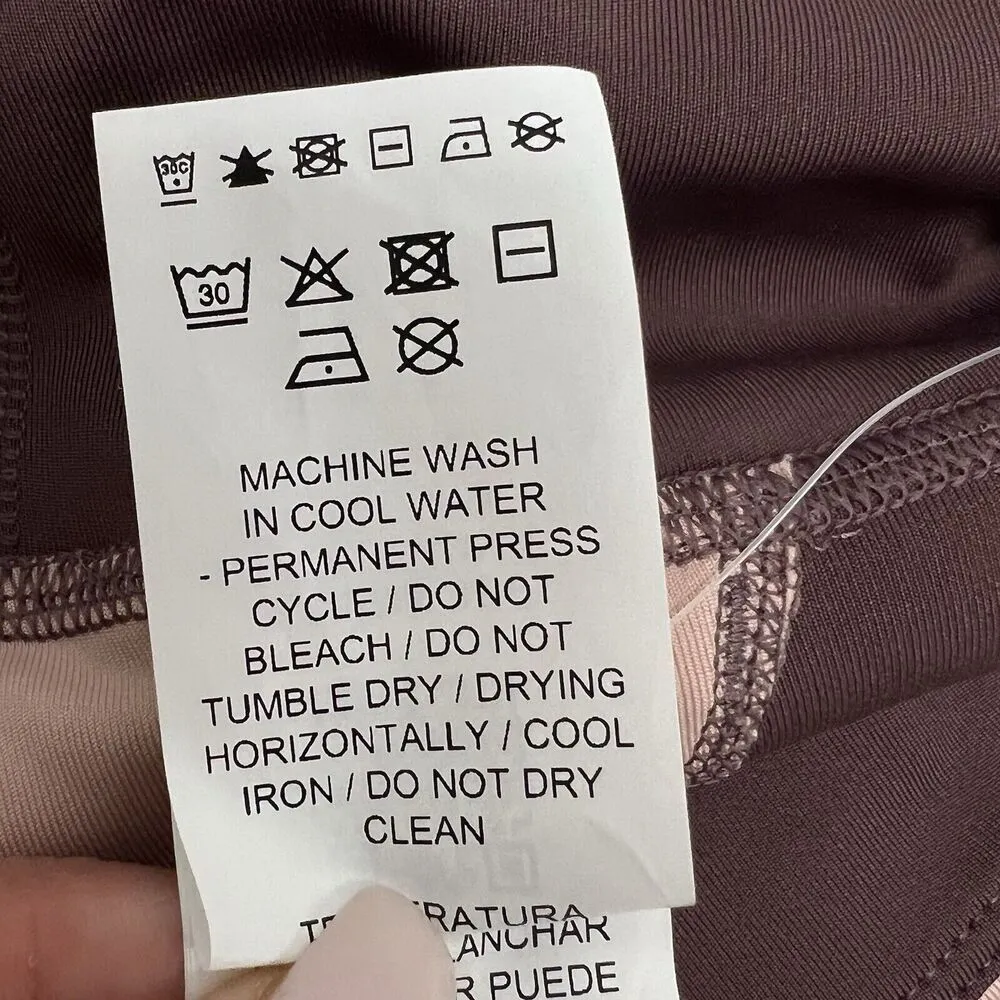 30C
30
MACHINE WASH
IN COOL WATER
- PERMANENT PRESS
CYCLE / DO NOT
BLEACH / DO NOT
TUMBLE DRY / DRYING
HORIZONTALLY / COOL
IRON / DO NOT DRY
CLEAN
R PUEDE